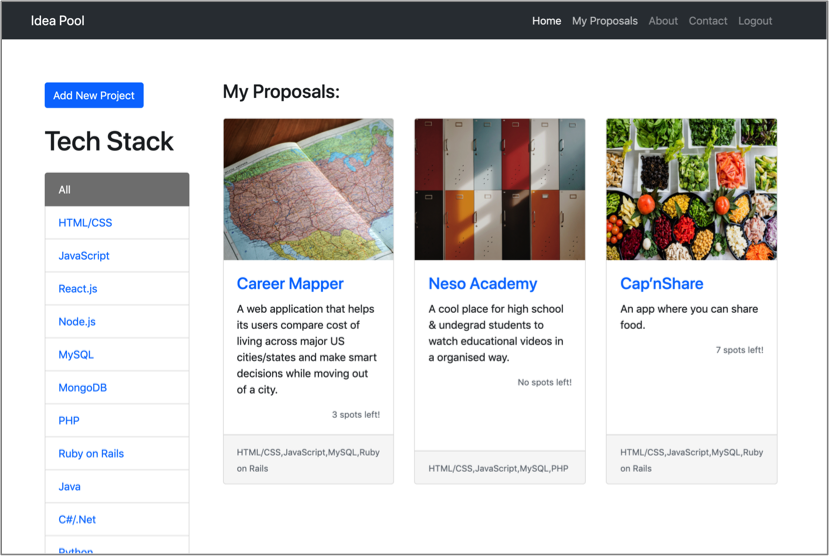 Idea Pool
Home My Proposals About Contact Logout
Add New Project
Tech Stack
All
HTML/CSS
JavaScript
React.js
Node.js
MySQL
MongoDB
PHP
Ruby on Rails
Java
C#/.Net
Python
My Proposals:
Career Mapper
A web application that helps
its users compare cost of
living across major US
cities/states and make smart
decisions while moving out
of a city.
3 spots left!
HTML/CSS,JavaScript,MySQL,Ruby
on Rails
Neso Academy
A cool place for high school
& undegrad students to
watch educational videos in
a organised way.
No spots left!
HTML/CSS,JavaScript,MySQL,PHP
Cap’nShare
An app where you can share
food.
7 spots left!
HTML/CSS,JavaScript,MySQL,Ruby
on Rails